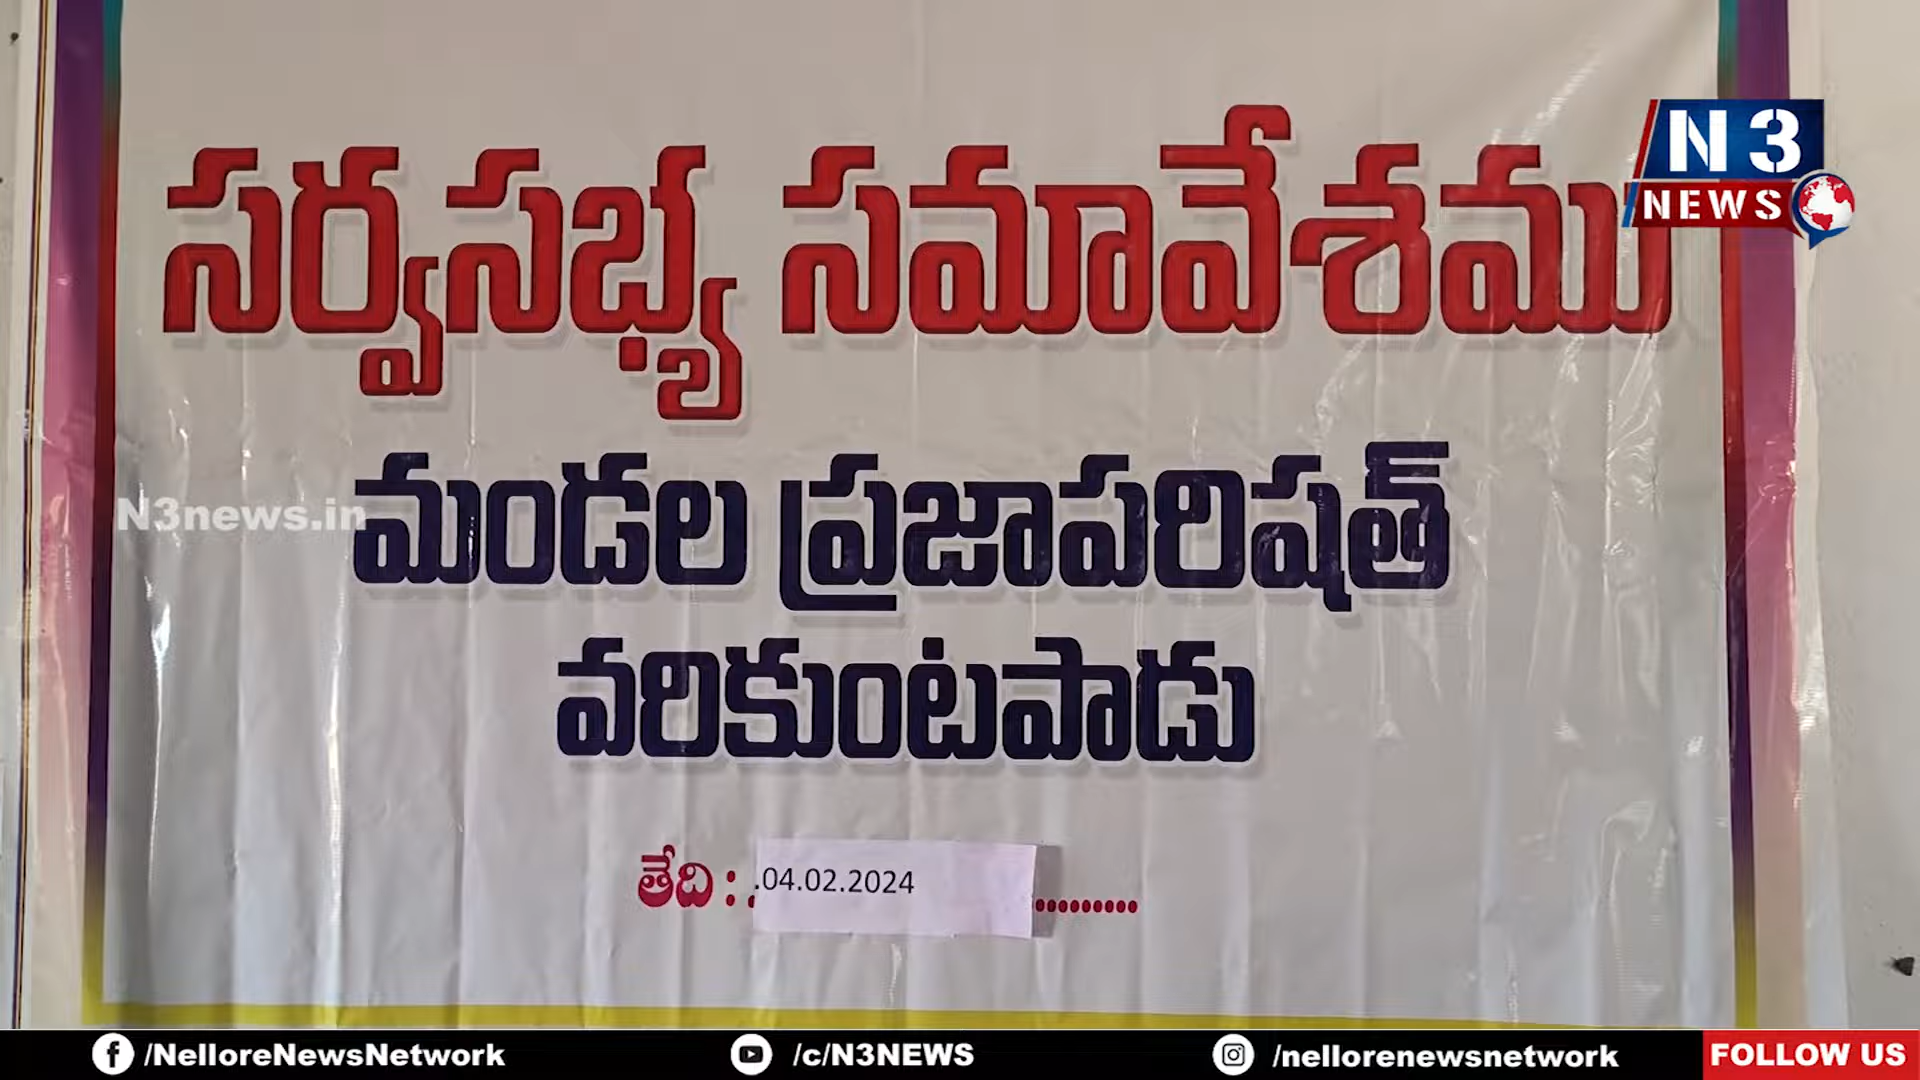 N3
NEWS
సర్వసభ్య సమావేశము
మండల ప్రజాపరిషత్
N3news.in
వరికుంటపాడు
తేది : .04.02.2024 ..........
/NelloreNewsNetwork
/c/N3NEWS
/nellorenewsnetwork
FOLLOW US